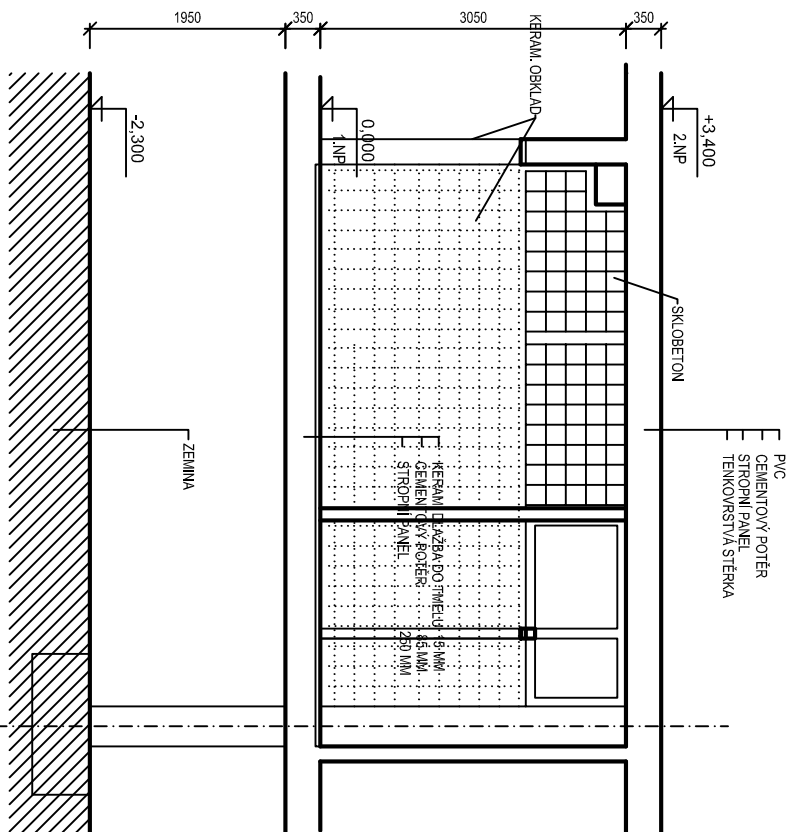 1950
350
3050
350
KERAM. OBKLAD
+3,400
2.NP
0,000
1.NP
-2,300
SKLOBETON
PVC
CEMENTOVÝ POTĚR
STROPNÍ PANEL
TENKOVRSTVÁ STĚRKA
KERAM. DLAŽBA DO TMELU 15 MM
CEMENTOVÝ POTĚR 85 MM
STROPNÍ PANEL 250 MM
ZEMINA